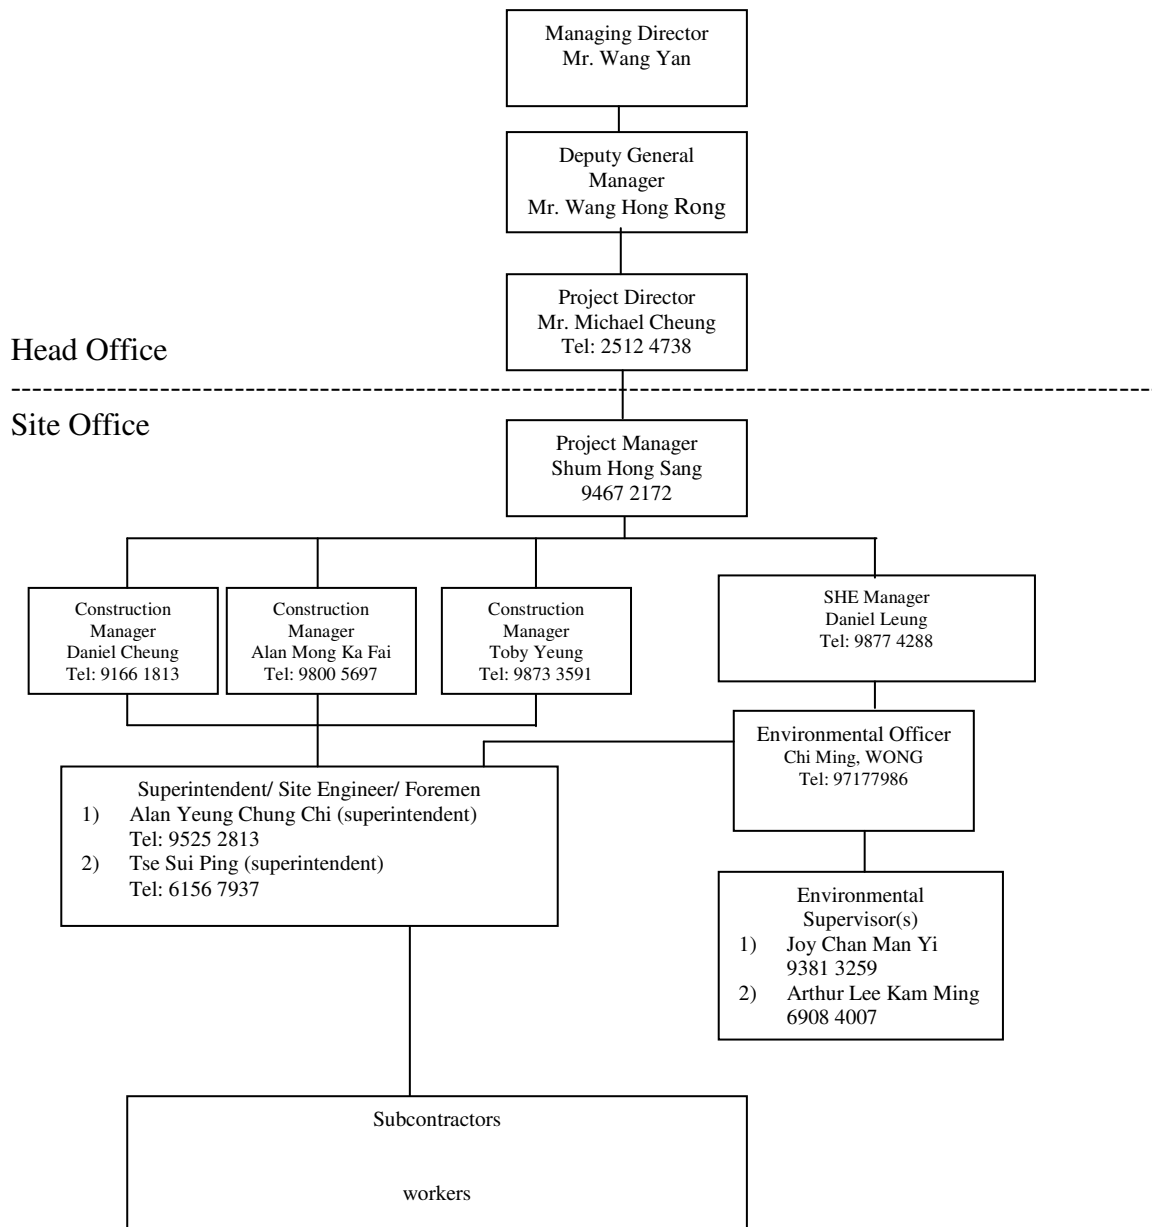 Managing Director
Mr. Wang Yan
Deputy General
Manager
Mr. Wang Hong Rong
Project Director
Mr. Michael Cheung
Tel: 2512 4738
Head Office
Site Office
Project Manager
Shum Hong Sang
9467 2172
Construction
Manager
Daniel Cheung
Tel: 9166 1813
Construction
Manager
Alan Mong Ka Fai
Tel: 9800 5697
Construction
Manager
Toby Yeung
Tel: 9873 3591
SHE Manager
Daniel Leung
Tel: 9877 4288
Environmental Officer
Chi Ming, WONG
Tel: 97177986
Superintendent/ Site Engineer/ Foremen
1) Alan Yeung Chung Chi (superintendent)
Tel: 9525 2813
2) Tse Sui Ping (superintendent)
Tel: 6156 7937
Environmental
Supervisor(s)
1) Joy Chan Man Yi
9381 3259
2) Arthur Lee Kam Ming
6908 4007
Subcontractors
workers